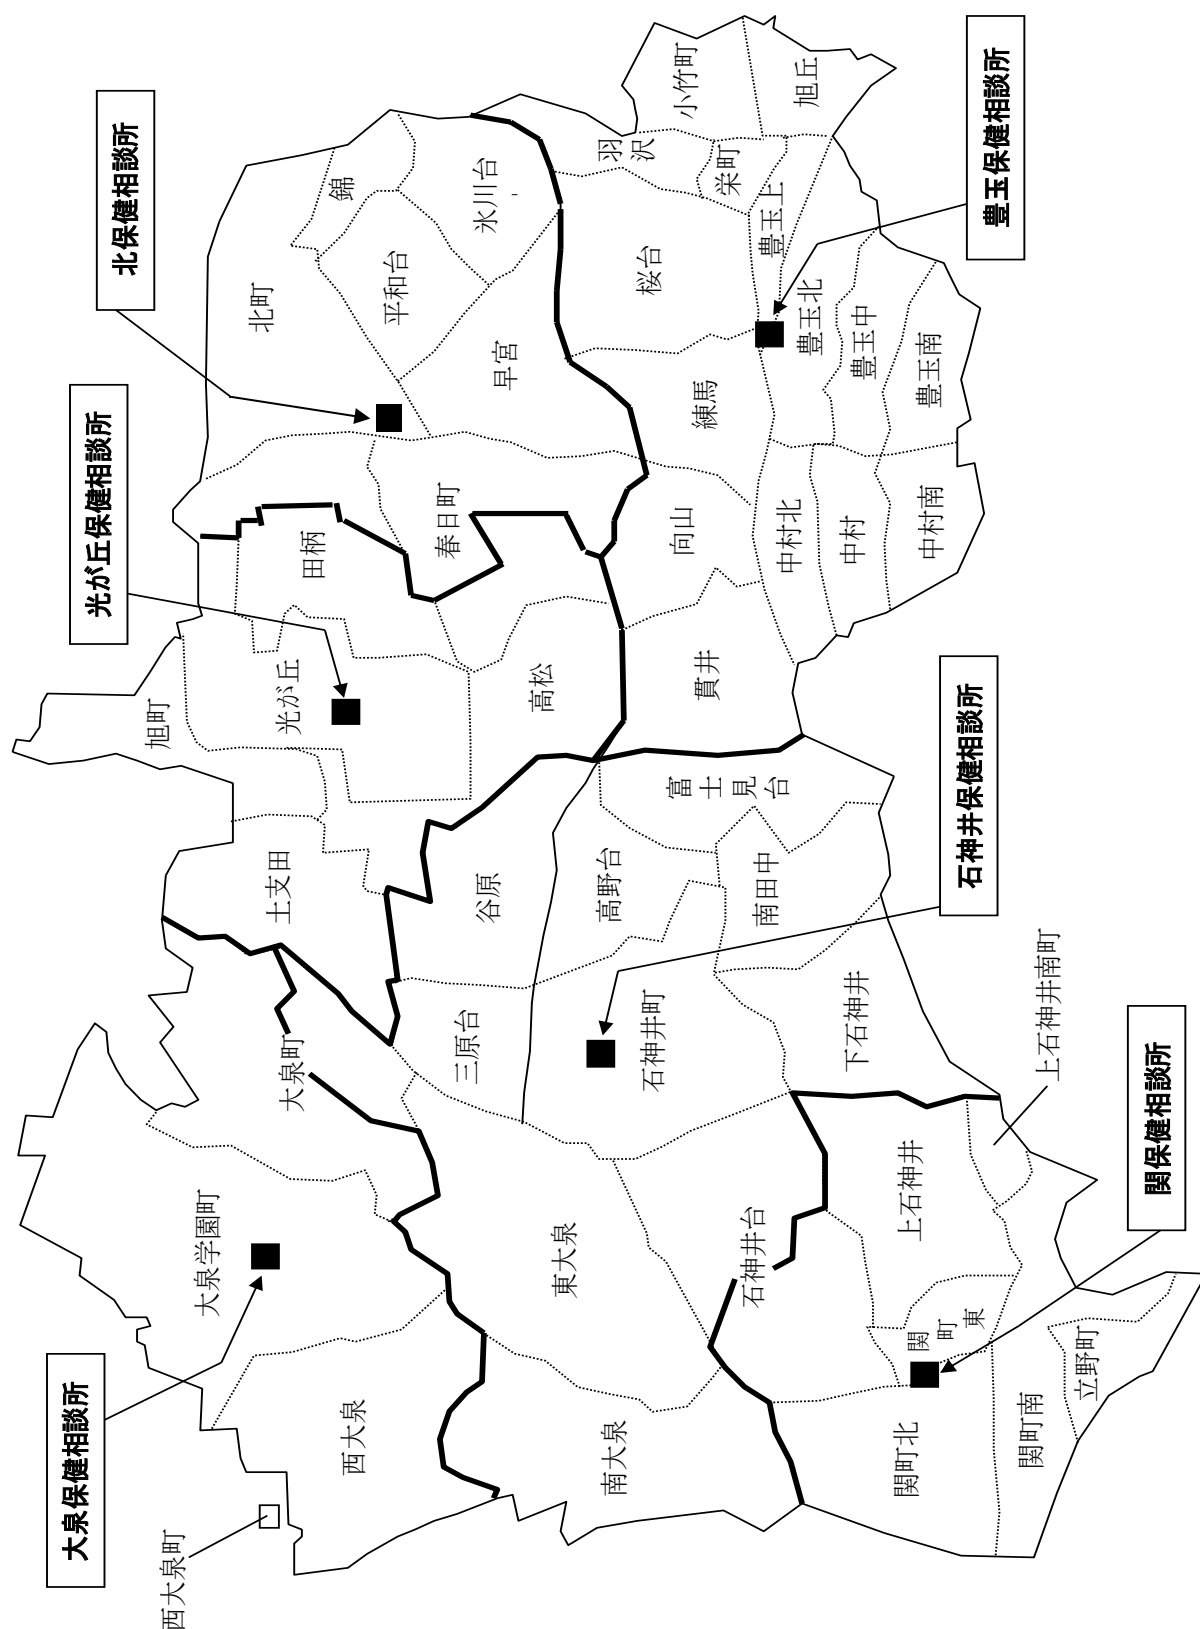 大泉保健相談所
光が丘保健相談所
北保健相談所
西大泉町
西大泉
大泉学園町
大泉町
土支田
旭町
光が丘
田柄
北町
錦
平和台
氷川台
早宮
春日町
高松
谷原
三原台
東大泉
南大泉
石神井台
石神井町
高野台
富士見台
南田中
下石神井
貫井
向山
練馬
桜台
羽沢
小竹町
旭丘
栄町
豊玉上
豊玉北
豊玉中
豊玉南
中村北
中村
中村南
上石神井
上石神井南町
関町東
関町北
関町南
立野町
関保健相談所
石神井保健相談所
豊玉保健相談所